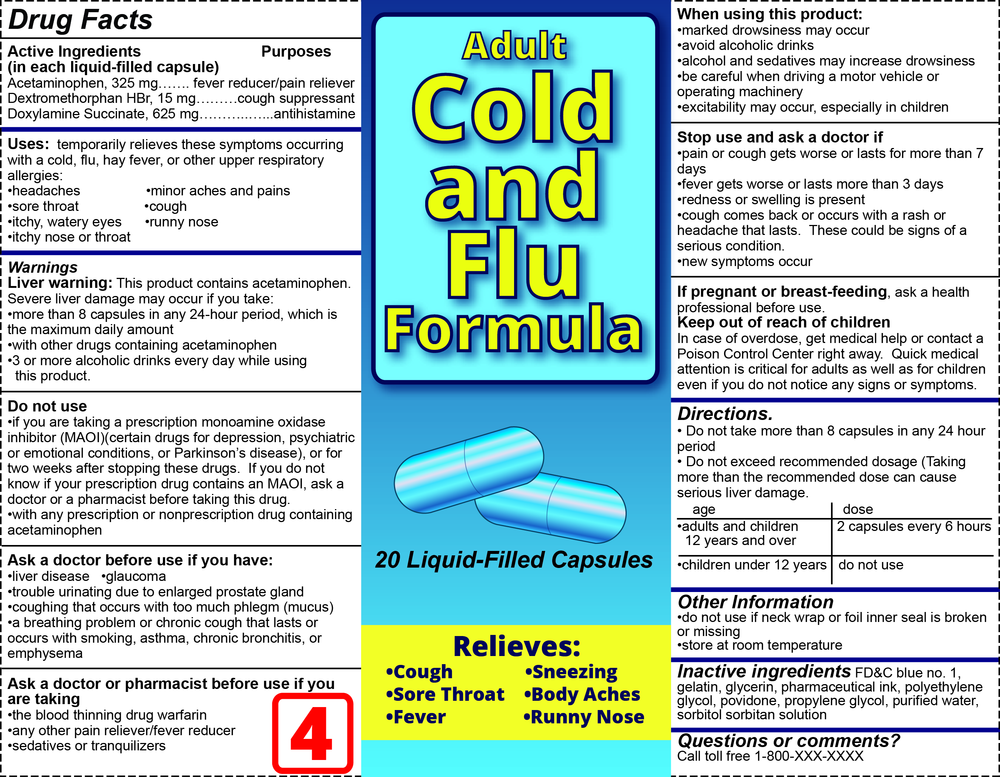 Drug Facts
Active Ingredients Purposes
(in each liquid-filled capsule)
Acetaminophen, 325 mg....... fever reducer/pain reliever
Dextromethorphan HBr, 15 mg.........cough suppressant
Doxylamine Succinate, 625 mg................antihistamine
Uses: temporarily relieves these symptoms occurring
with a cold, flu, hay fever, or other upper respiratory
allergies:
•headaches •minor aches and pains
•sore throat •cough
•itchy, watery eyes •runny nose
•itchy nose or throat
Warnings
Liver warning: This product contains acetaminophen.
Severe liver damage may occur if you take:
•more than 8 capsules in any 24-hour period, which is
the maximum daily amount
•with other drugs containing acetaminophen
•3 or more alcoholic drinks every day while using
this product.
Do not use
•if you are taking a prescription monoamine oxidase
inhibitor (MAOI)(certain drugs for depression, psychiatric
or emotional conditions, or Parkinson’s disease), or for
two weeks after stopping these drugs. If you do not
know if your prescription drug contains an MAOI, ask a
doctor or a pharmacist before taking this drug.
•with any prescription or nonprescription drug containing
acetaminophen
Ask a doctor before use if you have:
•liver disease •glaucoma
•trouble urinating due to enlarged prostate gland
•coughing that occurs with too much phlegm (mucus)
•a breathing problem or chronic cough that lasts or
occurs with smoking, asthma, chronic bronchitis, or
emphysema
Ask a doctor or pharmacist before use if you
are taking
•the blood thinning drug warfarin
•any other pain reliever/fever reducer
•sedatives or tranquilizers
4
Adult
Cold
and
Flu
Formula
20 Liquid-Filled Capsules
Relieves:
•Cough •Sneezing
•Sore Throat •Body Aches
•Fever •Runny Nose
When using this product:
•marked drowsiness may occur
•avoid alcoholic drinks
•alcohol and sedatives may increase drowsiness
•be careful when driving a motor vehicle or
operating machinery
•excitability may occur, especially in children
Stop use and ask a doctor if
•pain or cough gets worse or lasts for more than 7
days
•fever gets worse or lasts more than 3 days
•redness or swelling is present
•cough comes back or occurs with a rash or
headache that lasts. These could be signs of a
serious condition.
•new symptoms occur
If pregnant or breast-feeding, ask a health
professional before use.
Keep out of reach of children
In case of overdose, get medical help or contact a
Poison Control Center right away. Quick medical
attention is critical for adults as well as for children
even if you do not notice any signs or symptoms.
Directions.
• Do not take more than 8 capsules in any 24 hour
period
• Do not exceed recommended dosage (Taking
more than the recommended dose can cause
serious liver damage.
age dose
•adults and children 2 capsules every 6 hours
12 years and over
•children under 12 years do not use
Other Information
•do not use if neck wrap or foil inner seal is broken
or missing
•store at room temperature
Inactive ingredients FD&C blue no. 1,
gelatin, glycerin, pharmaceutical ink, polyethylene
glycol, povidone, propylene glycol, purified water,
sorbitol sorbitan solution
Questions or comments?
Call toll free 1-800-XXX-XXXX